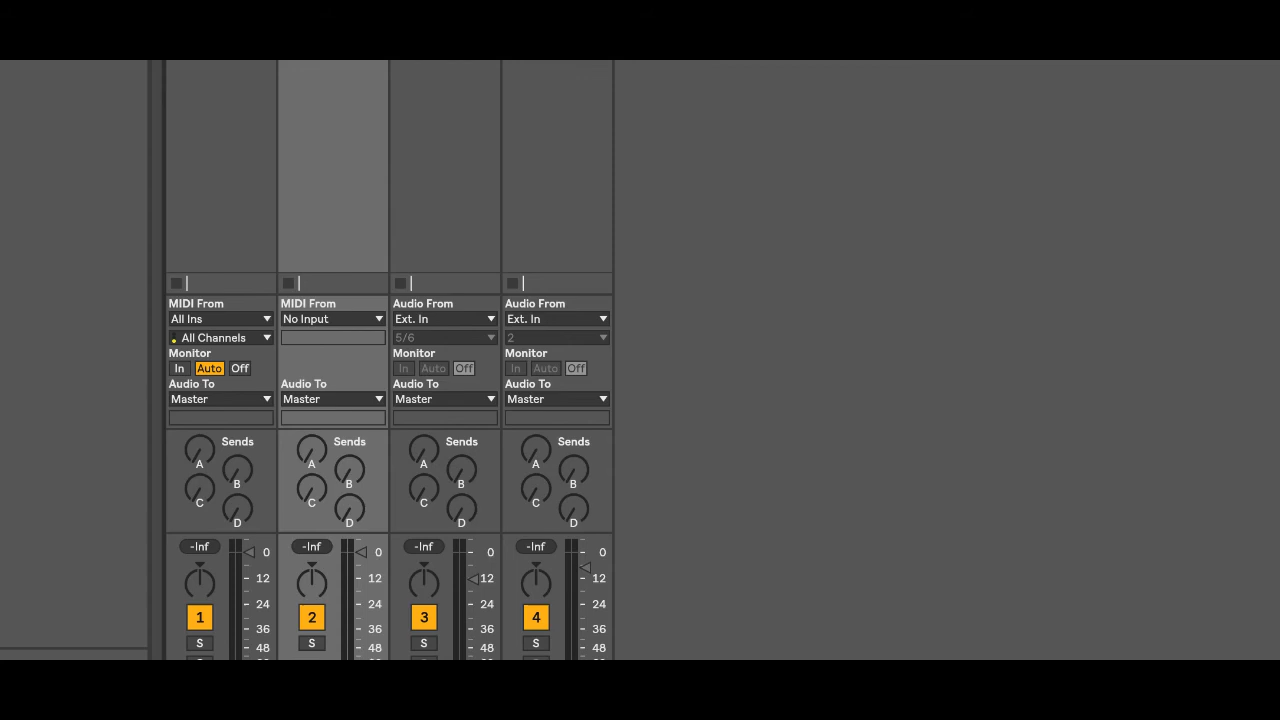 MIDI From MIDI From Audio From Audio From
All Ins No Input Ext. In Ext. In
All Channels 5/6 2
Monitor Monitor Monitor
In Auto Off In Auto Off In Auto Off
Audio To Audio To Audio To Audio To
Master Master Master Master
Sends Sends Sends Sends
A A A A
B B B B
C C C C
D D D D
-Inf 0 -Inf 0 -Inf 0 -Inf 0
12 12 12 12
24 24 24 24
1 2 3 4
36 36 36 36
S 48 S 48 S 48 S 48